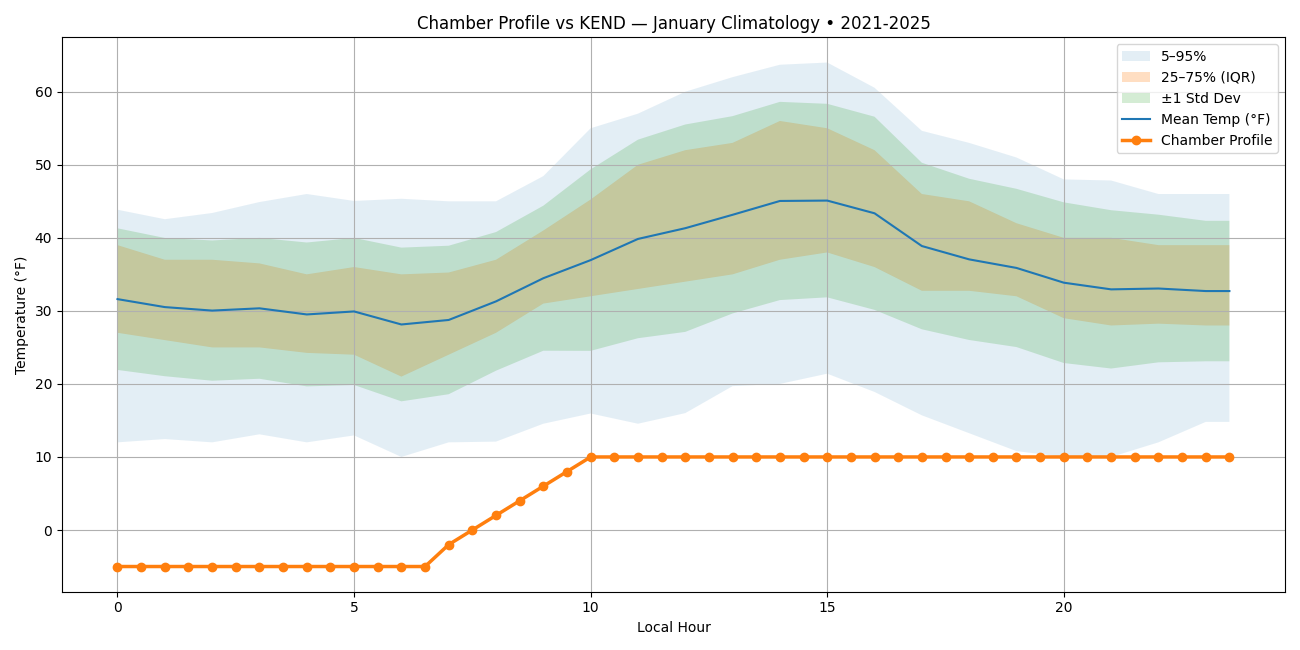 Chamber Profile vs KEND — January Climatology • 2021-2025
5–95%
25–75% (IQR)
±1 Std Dev
Mean Temp (°F)
Chamber Profile
Temperature (°F)
60
50
40
30
20
10
0
0 5 10 15 20
Local Hour